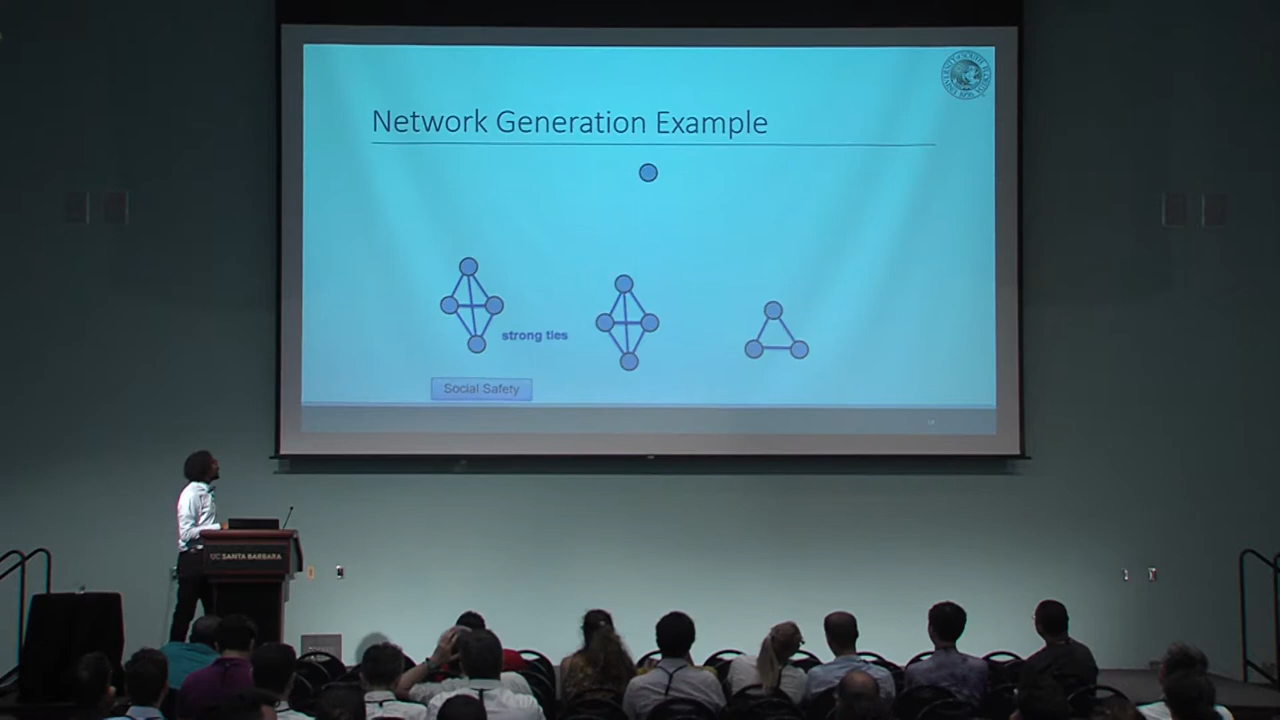 Network Generation Example
strong ties
Social Safety
UC SANTA BARBARA